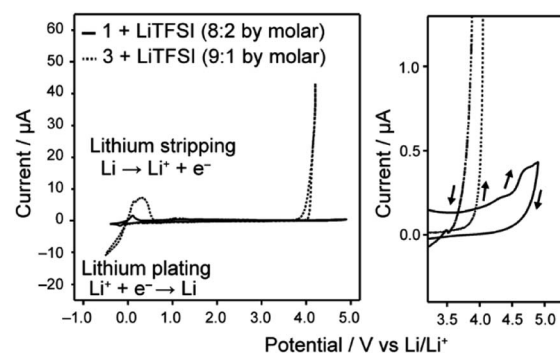 60
50
40
30
20
10
0
−10
−20
Current / μA
1 + LiTFSI (8:2 by molar)
3 + LiTFSI (9:1 by molar)
Lithium stripping
Li → Li⁺ + e⁻
Lithium plating
Li⁺ + e⁻ → Li
−1.0 0.0 1.0 2.0 3.0 4.0 5.0
1.0
0.5
0.0
Current / μA
3.5 4.0 4.5 5.0
Potential / V vs Li/Li⁺